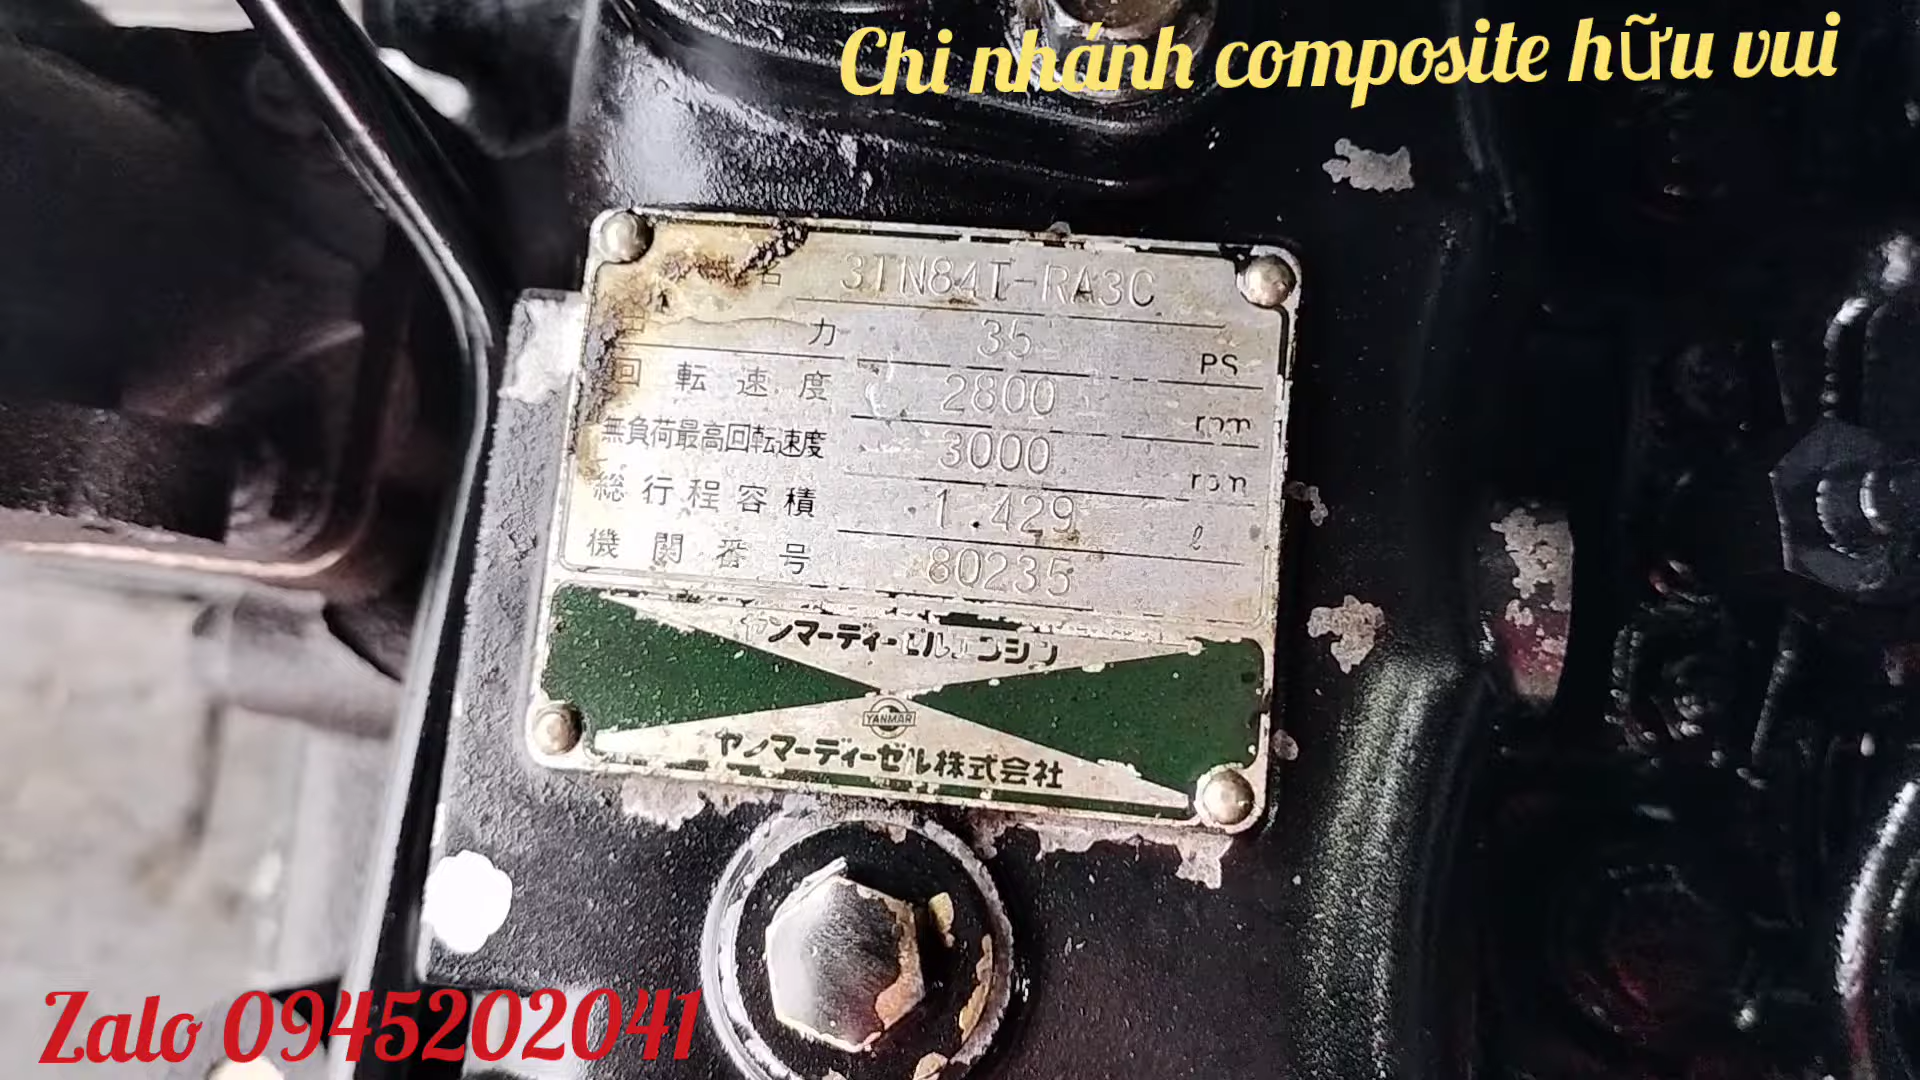 Chi nhánh composite hữu vui
名 3TN84T-RA3C
力 35 PS
回転速度 2800 rpm
無負荷最高回転速度 3000 rpm
総行程容積 1.429 ℓ
機関番号 80235
ヤンマーディーゼルエンジン
YANMAR
ヤンマーディーゼル株式会社
Zalo 0945202041